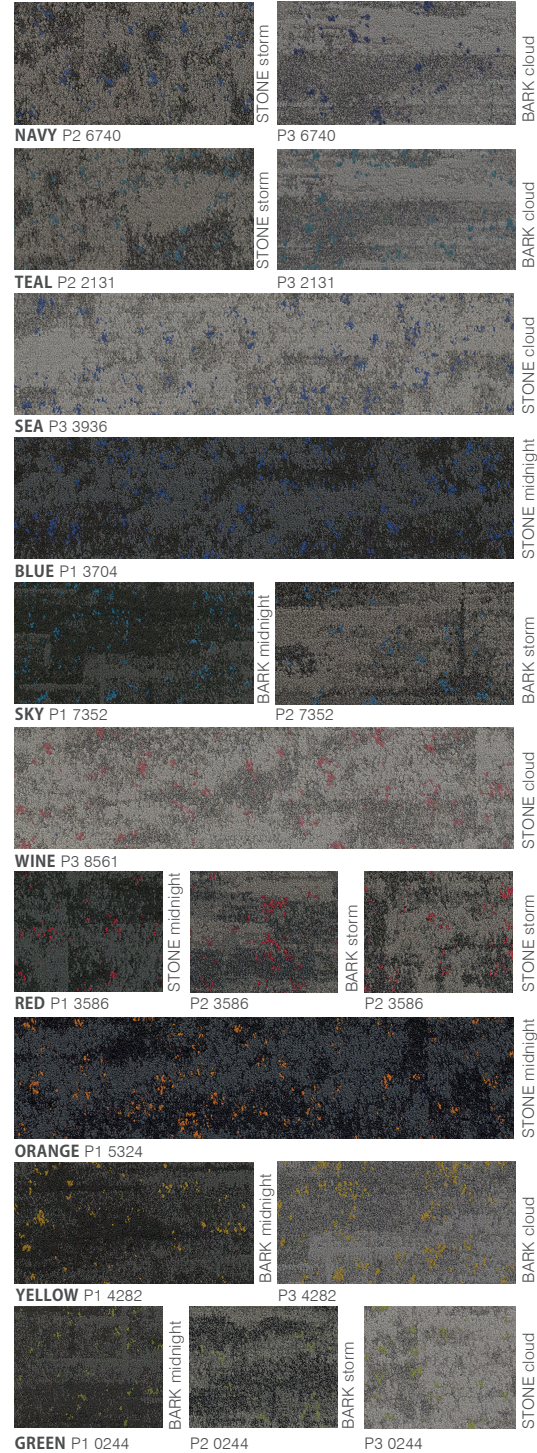 STONE storm
BARK cloud
NAVY P2 6740
P3 6740
STONE storm
BARK cloud
TEAL P2 2131
P3 2131
STONE cloud
SEA P3 3936
STONE midnight
BLUE P1 3704
BARK midnight
BARK storm
SKY P1 7352
P2 7352
STONE cloud
WINE P3 8561
STONE midnight
BARK storm
STONE storm
RED P1 3586
P2 3586
P2 3586
STONE midnight
ORANGE P1 5324
BARK midnight
BARK cloud
YELLOW P1 4282
P3 4282
BARK midnight
BARK storm
STONE cloud
GREEN P1 0244
P2 0244
P3 0244